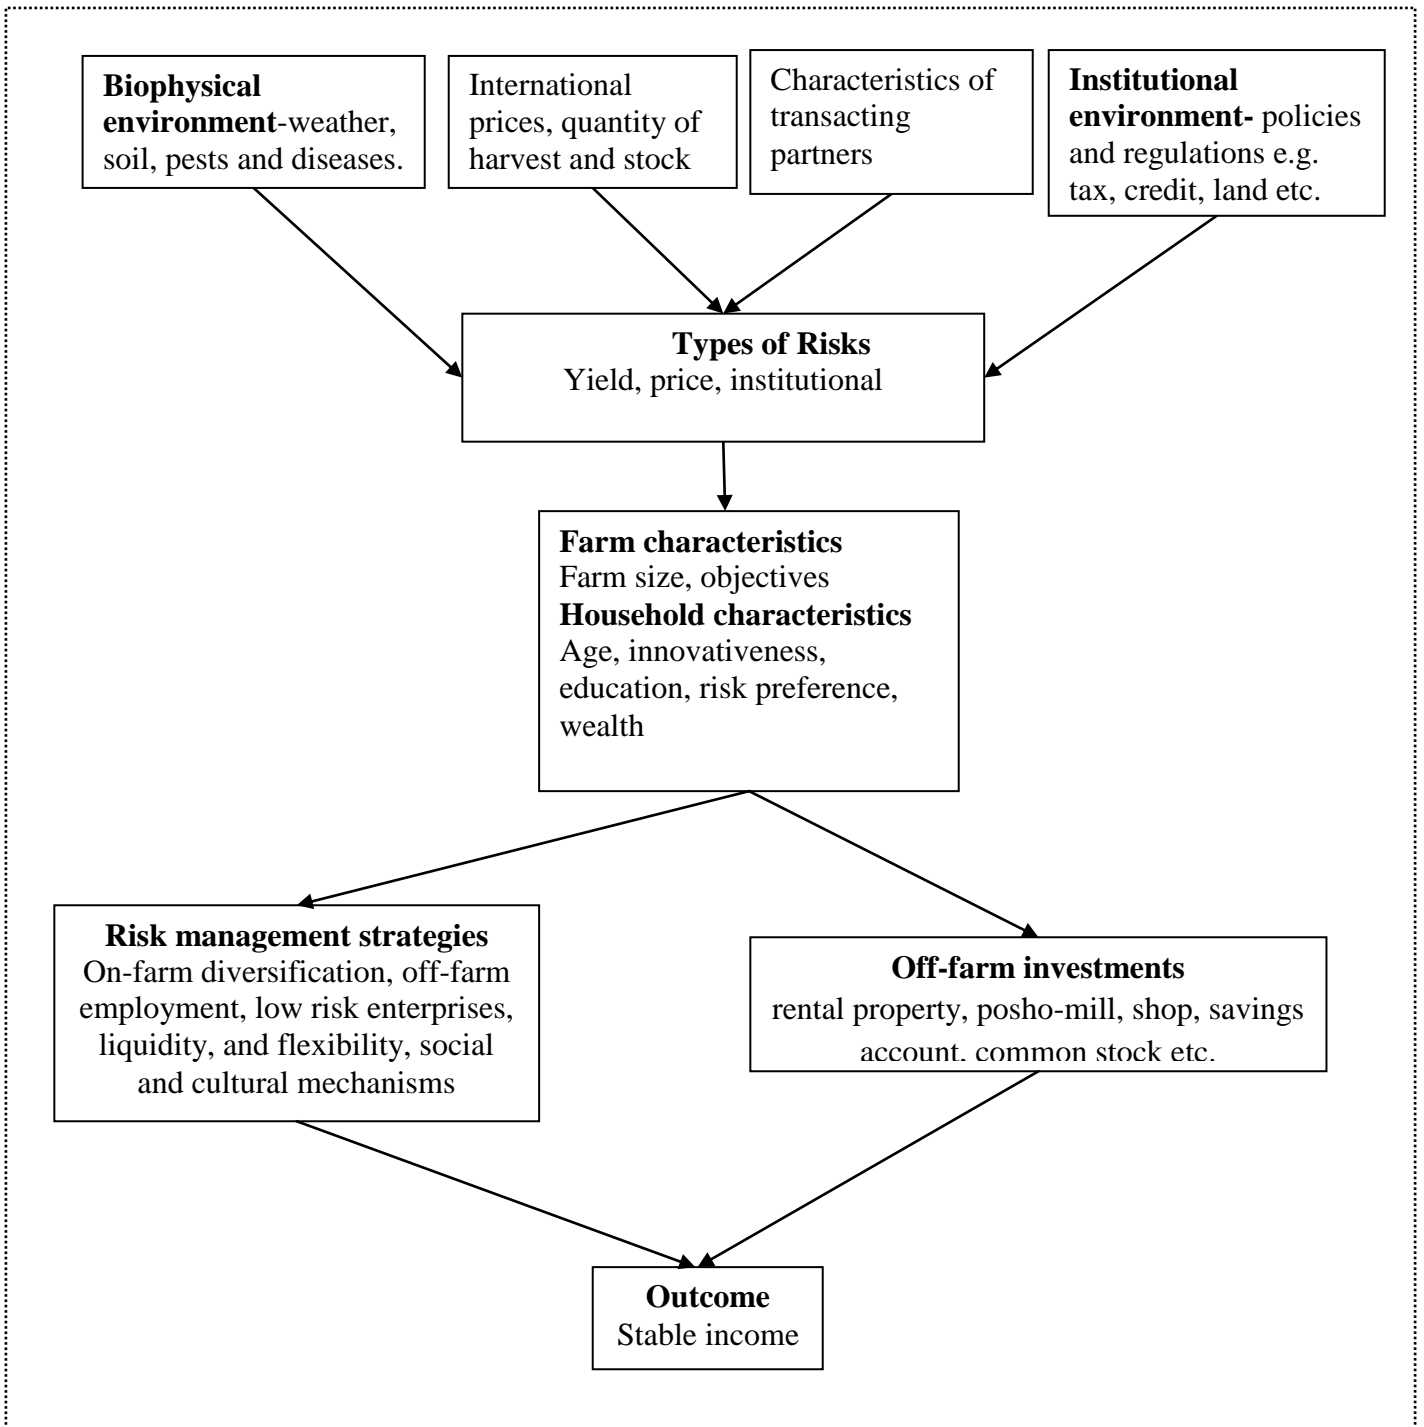 Biophysical
environment-weather,
soil, pests and diseases.
International
prices, quantity of
harvest and stock
Characteristics of
transacting
partners
Institutional
environment- policies
and regulations e.g.
tax, credit, land etc.
Types of Risks
Yield, price, institutional
Farm characteristics
Farm size, objectives
Household characteristics
Age, innovativeness,
education, risk preference,
wealth
Risk management strategies
On-farm diversification, off-farm
employment, low risk enterprises,
liquidity, and flexibility, social
and cultural mechanisms
Off-farm investments
rental property, posho-mill, shop, savings
account, common stock etc.
Outcome
Stable income